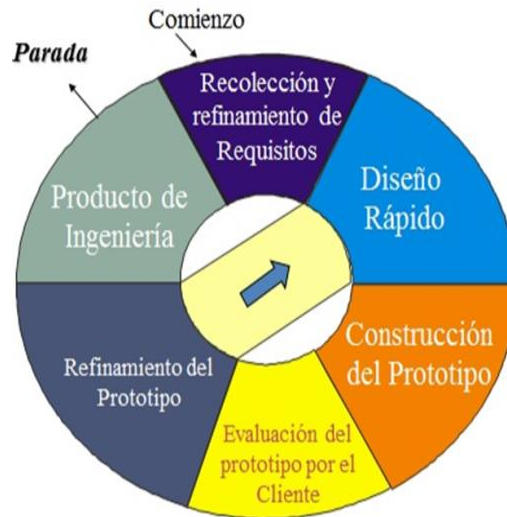 Comienzo
Parada
Recolección y
refinamiento de
Requisitos
Diseño
Rápido
Construcción
del Prototipo
Evaluación del
prototipo por el
Cliente
Refinamiento del
Prototipo
Producto de
Ingeniería